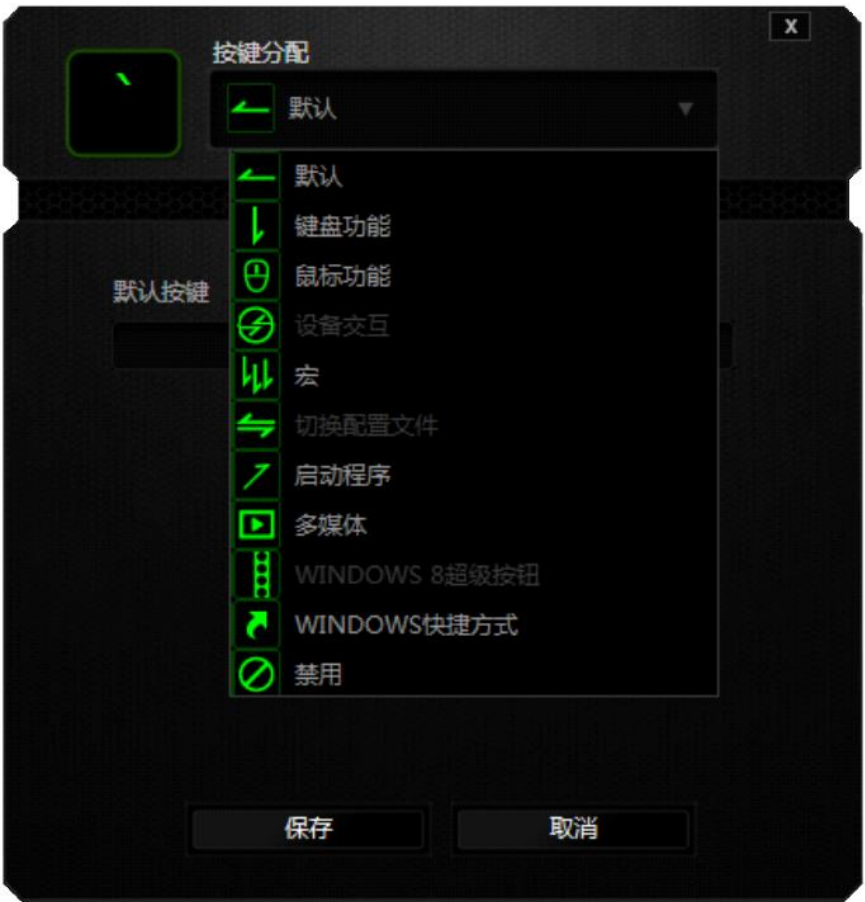 X
按键分配
`
默认
默认
键盘功能
鼠标功能
默认按键
设备交互
宏
切换配置文件
启动程序
多媒体
WINDOWS 8超级按钮
WINDOWS快捷方式
禁用
保存
取消